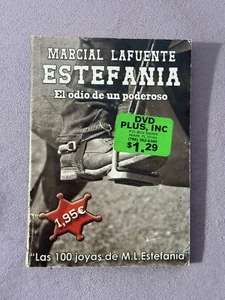 MARCIAL LAFUENTE
ESTEFANIA
El odio de un poderoso
DVD
PLUS, INC
$1.29
1,95€
"Las 100 joyas de M.L.Estefania